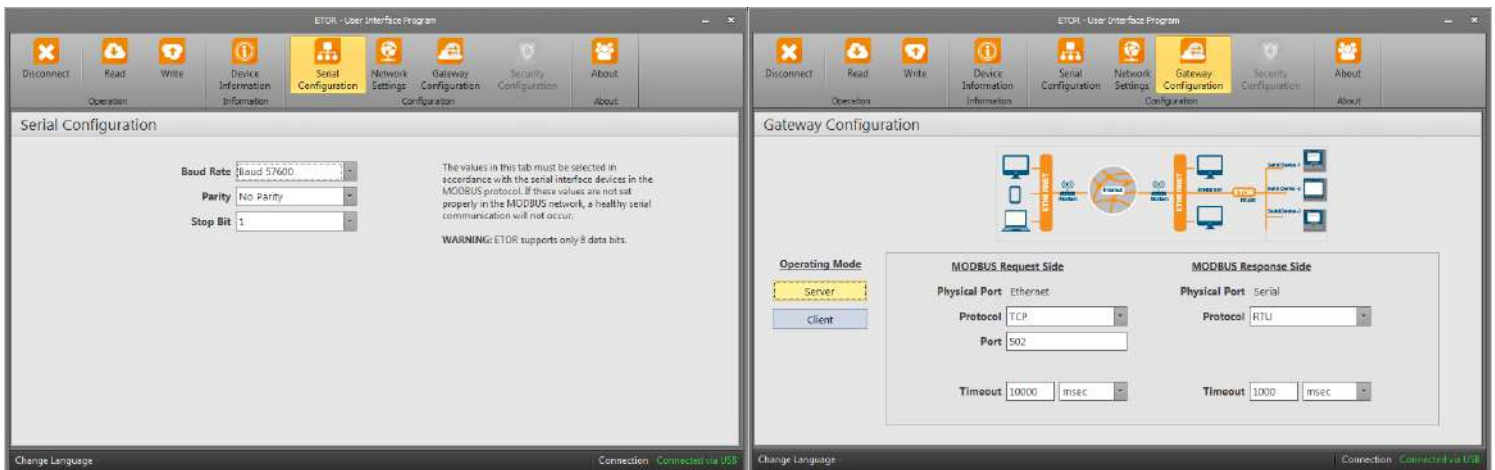 ETOR - User Interface Program
Disconnect Read Write Device Information Serial Configuration Network Settings Gateway Configuration Security Configuration About
Operation Information Configuration About
Serial Configuration
Baud Rate Baud 57600
Parity No Parity
Stop Bit 1
The values in this tab must be selected in
accordance with the serial interface devices in the
MODBUS protocol. If these values are not set
properly in the MODBUS network, a healthy serial
communication will not occur.
WARNING: ETOR supports only 8 data bits.
Change Language Connection Connected via USB
ETOR - User Interface Program
Disconnect Read Write Device Information Serial Configuration Network Settings Gateway Configuration Security Configuration About
Operation Information Configuration About
Gateway Configuration
ETHERNET
Internet
ETHERNET
ETOR
Operating Mode
Server
Client
MODBUS Request Side
Physical Port Ethernet
Protocol TCP
Port 502
Timeout 10000 msec
MODBUS Response Side
Physical Port Serial
Protocol RTU
Timeout 1000 msec
Change Language Connection Connected via USB